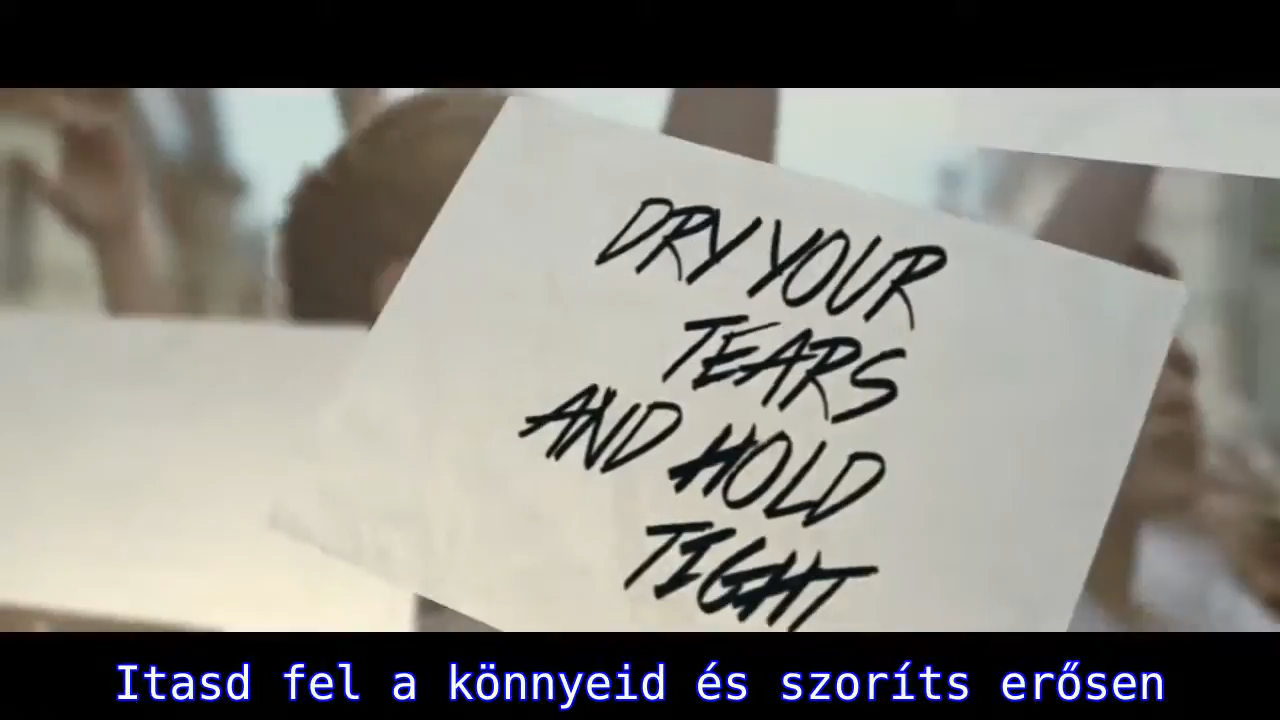 DRY YOUR
TEARS
AND HOLD
TIGHT
Itasd fel a könnyeid és szoríts erősen